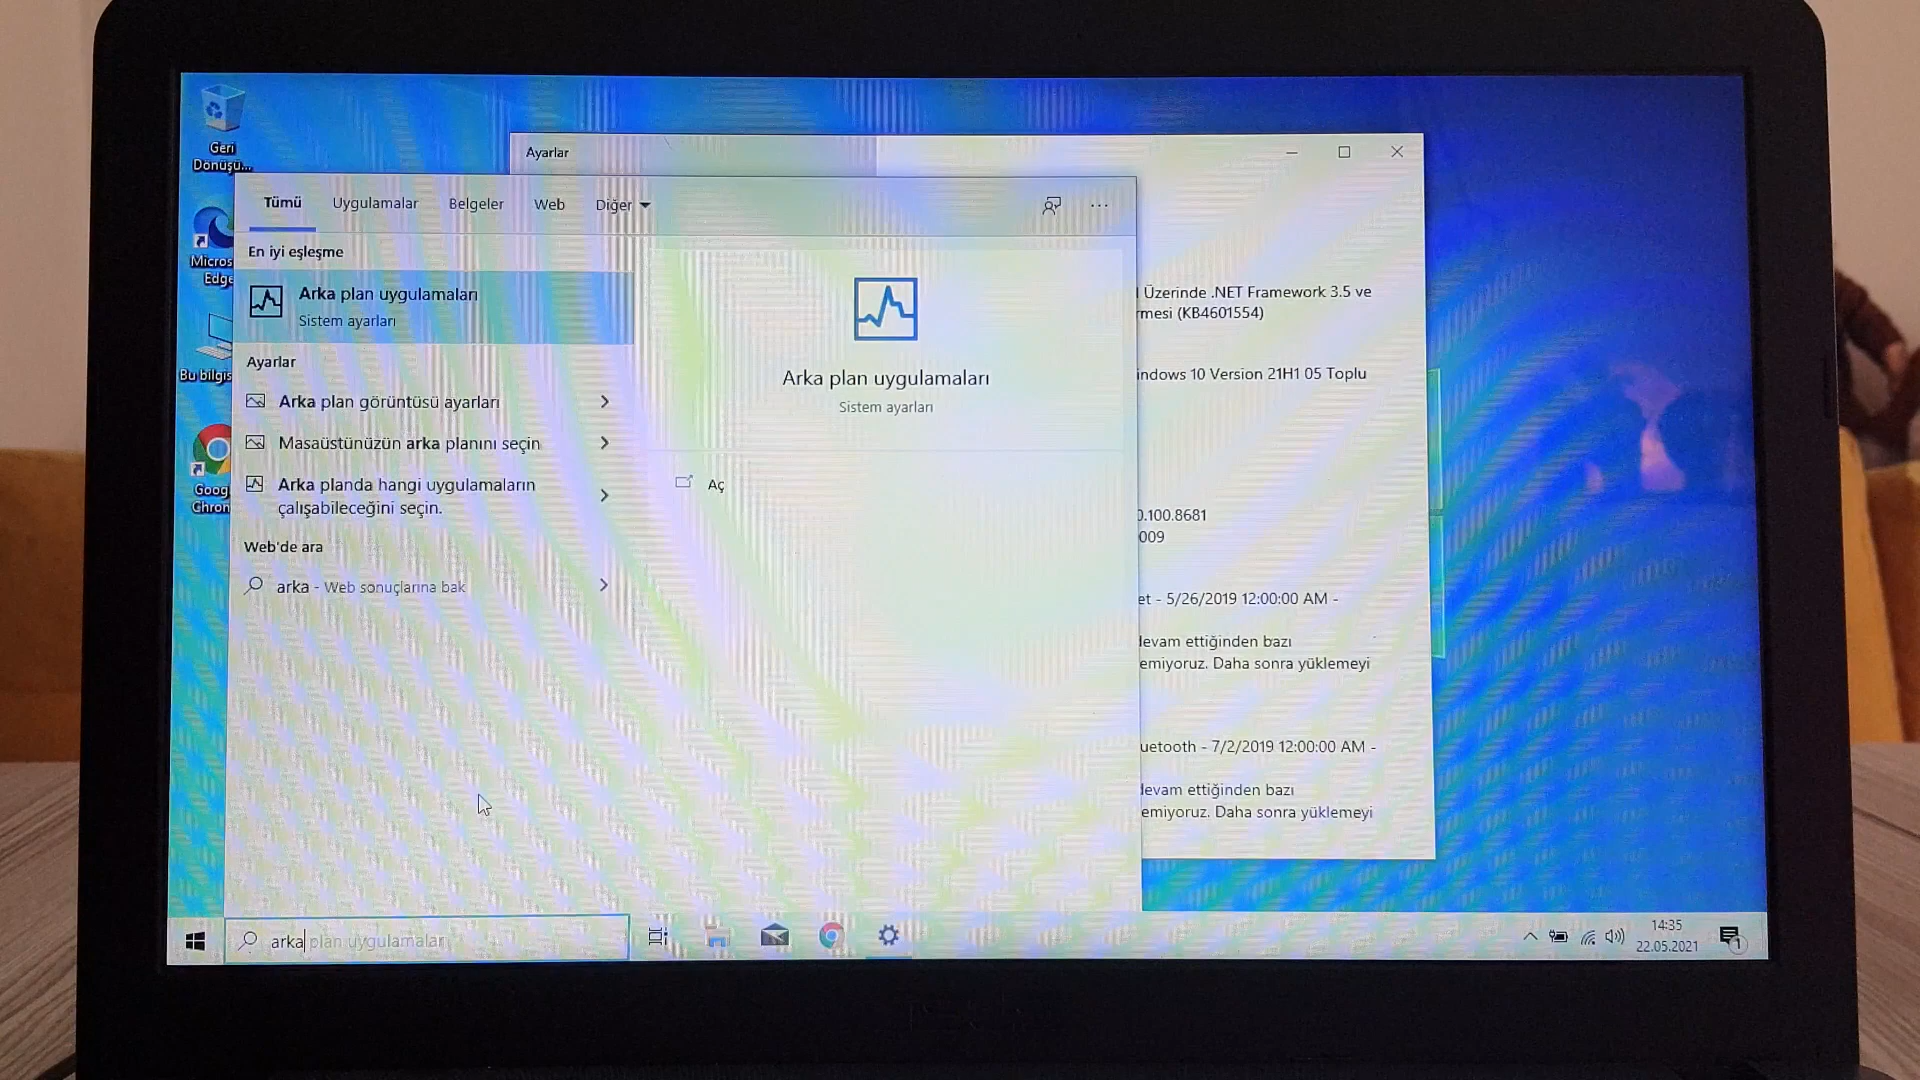 Geri
Dönüşü...
Micros
Edge
Bu bilgis
Goog
Chron
Ayarlar
Tümü Uygulamalar Belgeler Web Diğer
En iyi eşleşme
Arka plan uygulamaları
Sistem ayarları
Ayarlar
Arka plan görüntüsü ayarları
Masaüstünüzün arka planını seçin
Arka planda hangi uygulamaların
çalışabileceğini seçin.
Web'de ara
arka - Web sonuçlarına bak
Arka plan uygulamaları
Sistem ayarları
Aç
Üzerinde .NET Framework 3.5 ve
rmesi (KB4601554)
indows 10 Version 21H1 05 Toplu
0.100.8681
009
et - 5/26/2019 12:00:00 AM -
devam ettiğinden bazı
emiyoruz. Daha sonra yüklemeyi
uetooth - 7/2/2019 12:00:00 AM -
devam ettiğinden bazı
emiyoruz. Daha sonra yüklemeyi
arka plan uygulamaları
14:35
22.05.2021
1